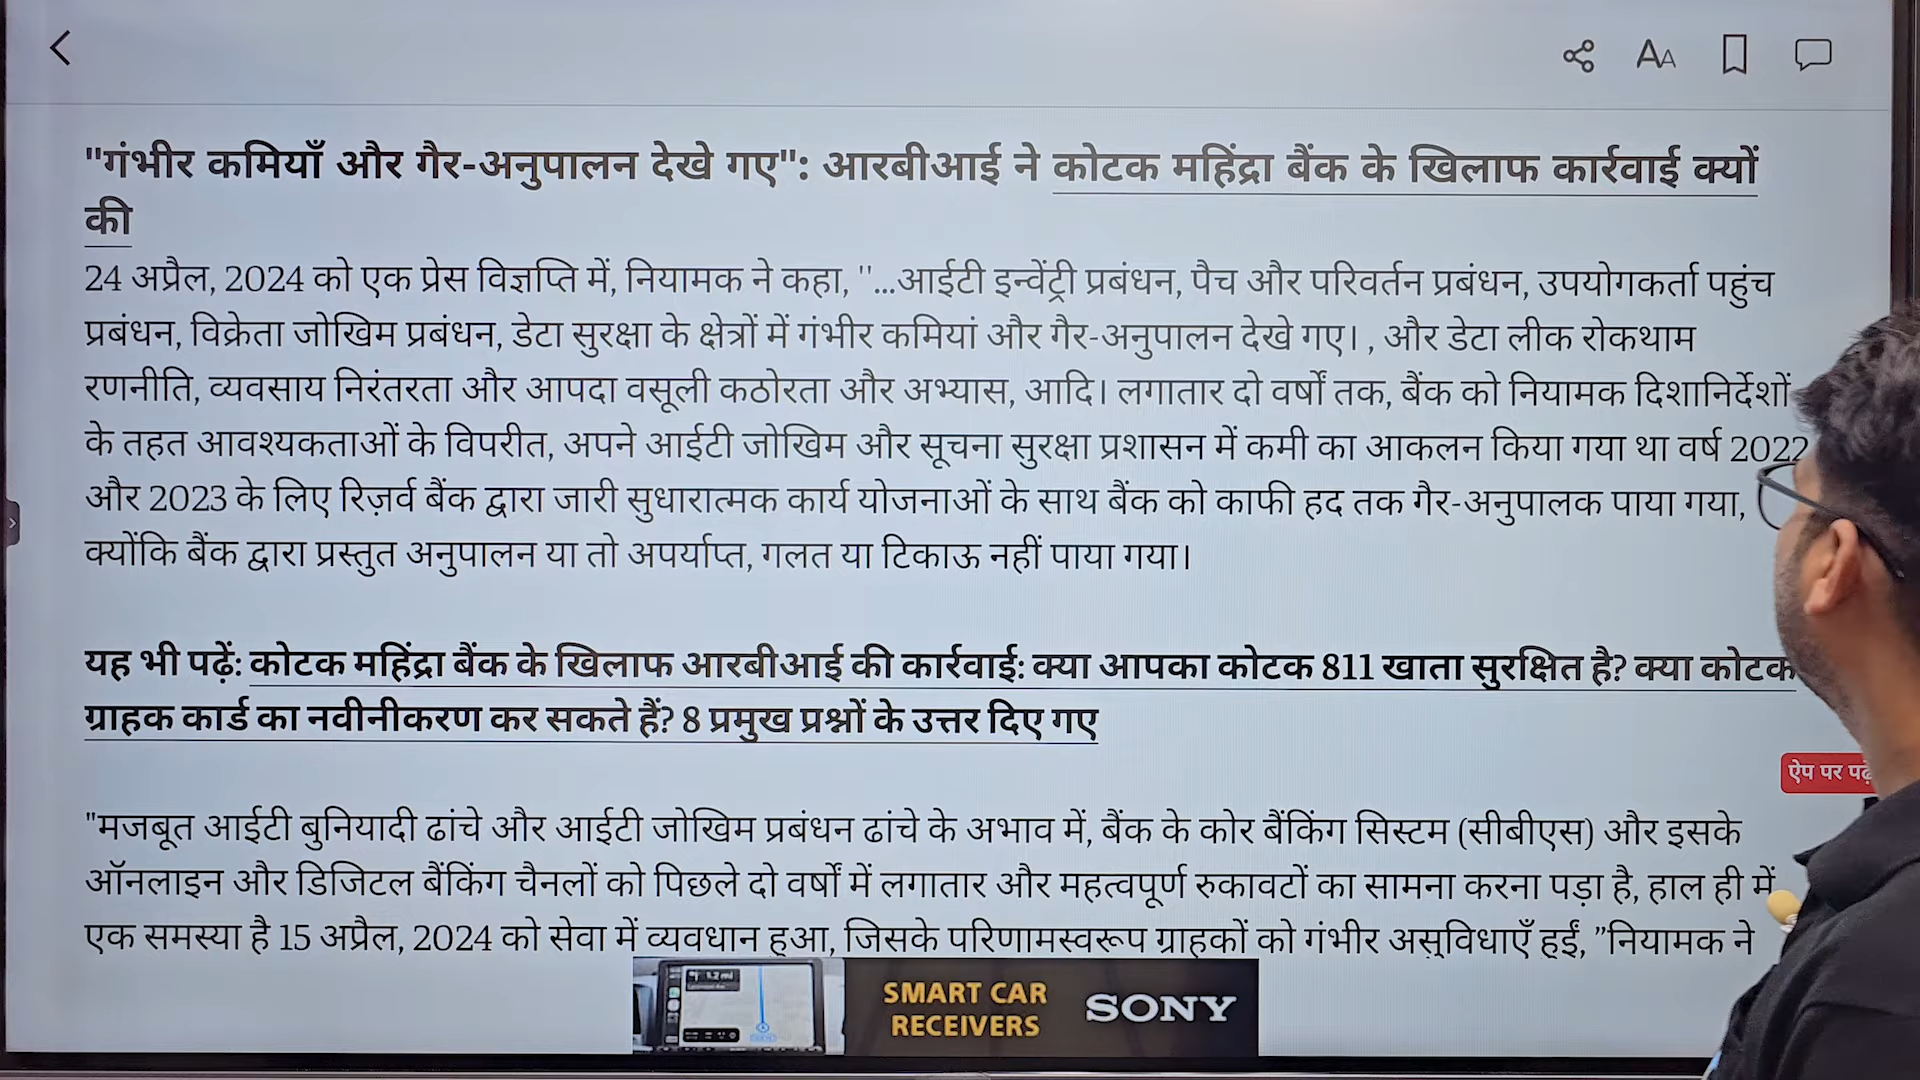 "गंभीर कमियाँ और गैर-अनुपालन देखे गए": आरबीआई ने कोटक महिंद्रा बैंक के खिलाफ कार्रवाई क्यों
की
24 अप्रैल, 2024 को एक प्रेस विज्ञप्ति में, नियामक ने कहा, "...आईटी इन्वेंट्री प्रबंधन, पैच और परिवर्तन प्रबंधन, उपयोगकर्ता पहुंच
प्रबंधन, विक्रेता जोखिम प्रबंधन, डेटा सुरक्षा के क्षेत्रों में गंभीर कमियां और गैर-अनुपालन देखे गए। , और डेटा लीक रोकथाम
रणनीति, व्यवसाय निरंतरता और आपदा वसूली कठोरता और अभ्यास, आदि। लगातार दो वर्षों तक, बैंक को नियामक दिशानिर्देशों
के तहत आवश्यकताओं के विपरीत, अपने आईटी जोखिम और सूचना सुरक्षा प्रशासन में कमी का आकलन किया गया था वर्ष 2022
और 2023 के लिए रिज़र्व बैंक द्वारा जारी सुधारात्मक कार्य योजनाओं के साथ बैंक को काफी हद तक गैर-अनुपालक पाया गया,
क्योंकि बैंक द्वारा प्रस्तुत अनुपालन या तो अपर्याप्त, गलत या टिकाऊ नहीं पाया गया।
यह भी पढ़ें: कोटक महिंद्रा बैंक के खिलाफ आरबीआई की कार्रवाई: क्या आपका कोटक 811 खाता सुरक्षित है? क्या कोटक
ग्राहक कार्ड का नवीनीकरण कर सकते हैं? 8 प्रमुख प्रश्नों के उत्तर दिए गए
ऐप पर पढ़ें
"मजबूत आईटी बुनियादी ढांचे और आईटी जोखिम प्रबंधन ढांचे के अभाव में, बैंक के कोर बैंकिंग सिस्टम (सीबीएस) और इसके
ऑनलाइन और डिजिटल बैंकिंग चैनलों को पिछले दो वर्षों में लगातार और महत्वपूर्ण रुकावटों का सामना करना पड़ा है, हाल ही में
एक समस्या है 15 अप्रैल, 2024 को सेवा में व्यवधान हुआ, जिसके परिणामस्वरूप ग्राहकों को गंभीर असुविधाएँ हुईं, ”नियामक ने
SMART CAR
RECEIVERS
SONY